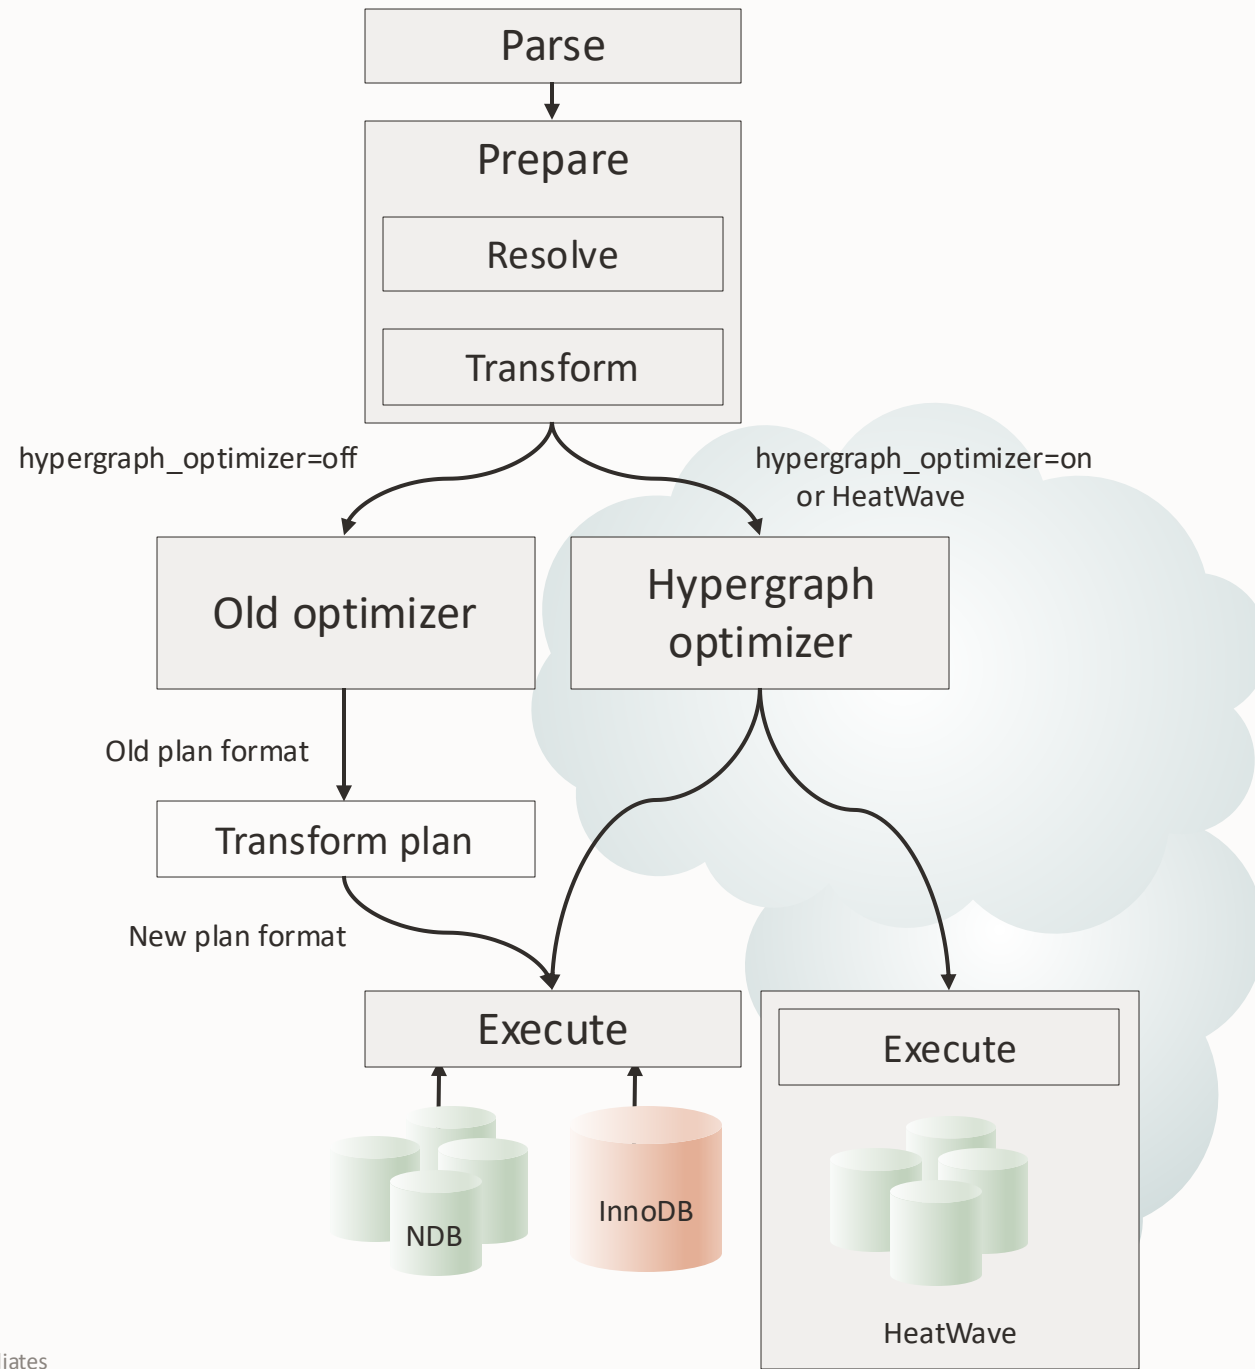 Parse
Prepare
Resolve
Transform
hypergraph_optimizer=off
hypergraph_optimizer=on
or HeatWave
Old optimizer
Hypergraph
optimizer
Old plan format
Transform plan
New plan format
Execute
Execute
NDB
InnoDB
HeatWave